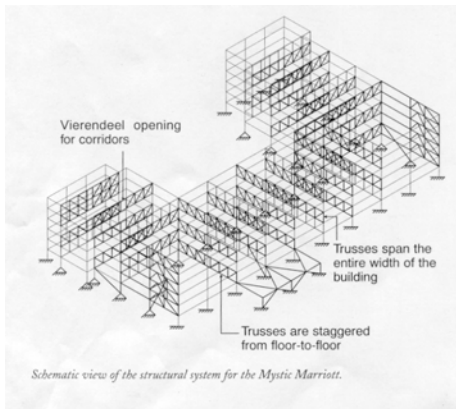 Vierendeel opening
for corridors
Trusses span the
entire width of the
building
Trusses are staggered
from floor-to-floor
Schematic view of the structural system for the Mystic Marriott.